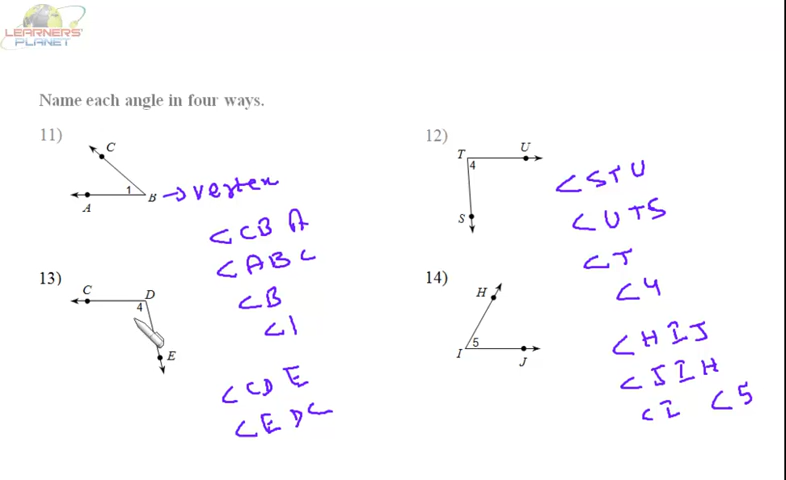 LEARNERS'
PLANET
Name each angle in four ways.
11)
C
1
A
B → vertex
<CBA
<ABC
<B
<1
12)
T
U
4
S
<STU
<UTS
<T
<4
13)
C
D
4
E
<CDE
<EDC
14)
H
5
I
J
<HIJ
<JIH
<I <5